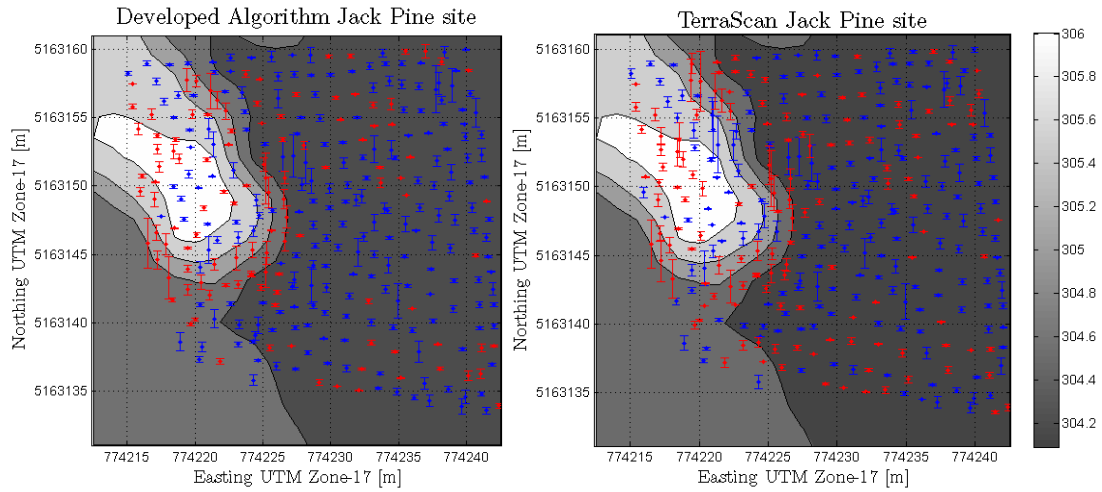 Developed Algorithm Jack Pine site
TerraScan Jack Pine site
Northing UTM Zone-17 [m]
5163160
5163155
5163150
5163145
5163140
5163135
774215 774220 774225 774230 774235 774240
Easting UTM Zone-17 [m]
Northing UTM Zone-17 [m]
5163160
5163155
5163150
5163145
5163140
5163135
774215 774220 774225 774230 774235 774240
Easting UTM Zone-17 [m]
306
305.8
305.6
305.4
305.2
305
304.8
304.6
304.4
304.2